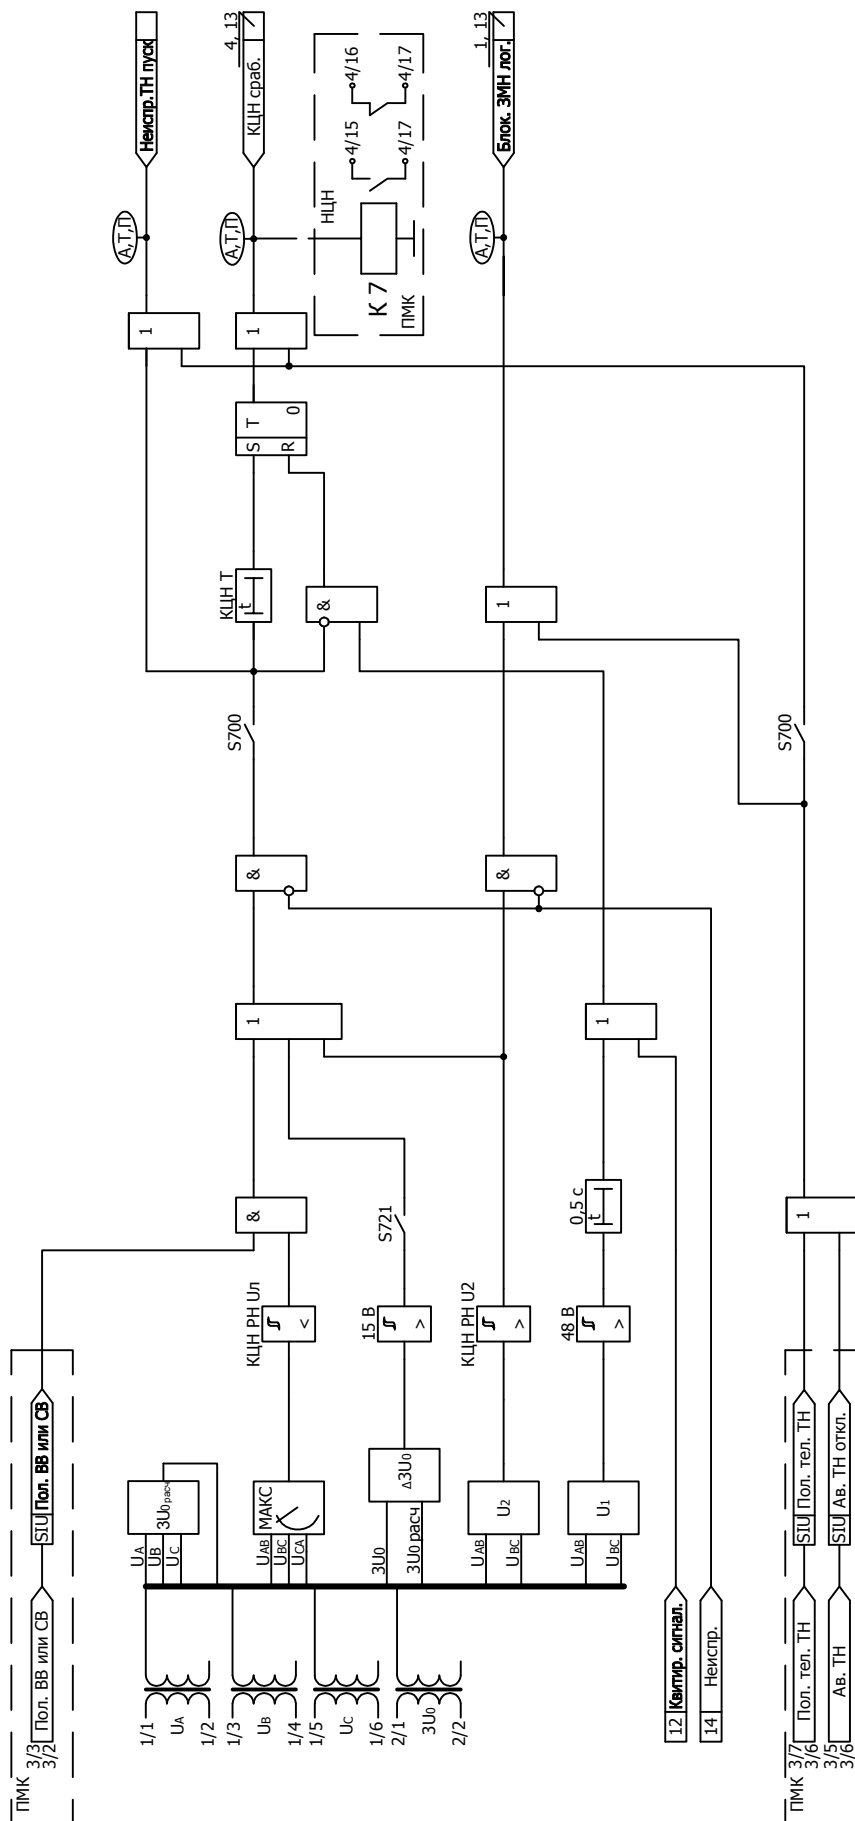 ПМК
3/3
3/2
Пол. ВВ или СВ
SIU
Пол. ВВ или СВ
1/1
UA
1/2
1/3
UB
1/4
1/5
UC
1/6
2/1
3U0
2/2
UA
UB
UC
3U0 расч
UAB
UBC
UCA
МАКС
3U0
3U0 расч
Δ3U0
UAB
UBC
U2
UAB
UBC
U1
КЦН РН Uл
<
15 В
>
КЦН РН U2
>
48 В
>
&
S721
0,5 с
t
1
1
&
&
S700
КЦН Т
t
&
1
S
R
T
0
1
1
А,Т,П
А,Т,П
А,Т,П
Неиспр.ТН пуск
4, 13
КЦН сраб.
1, 13
Блок. ЗМН лог.
НЦН
К 7
ПМК
4/15
4/17
4/16
4/17
12
Квитир. сигнал.
14
Неиспр.
ПМК
3/7
3/6
Пол. тел. ТН
SIU
Пол. тел. ТН
3/5
3/6
Ав. ТН
SIU
Ав. ТН откл.
1
S700